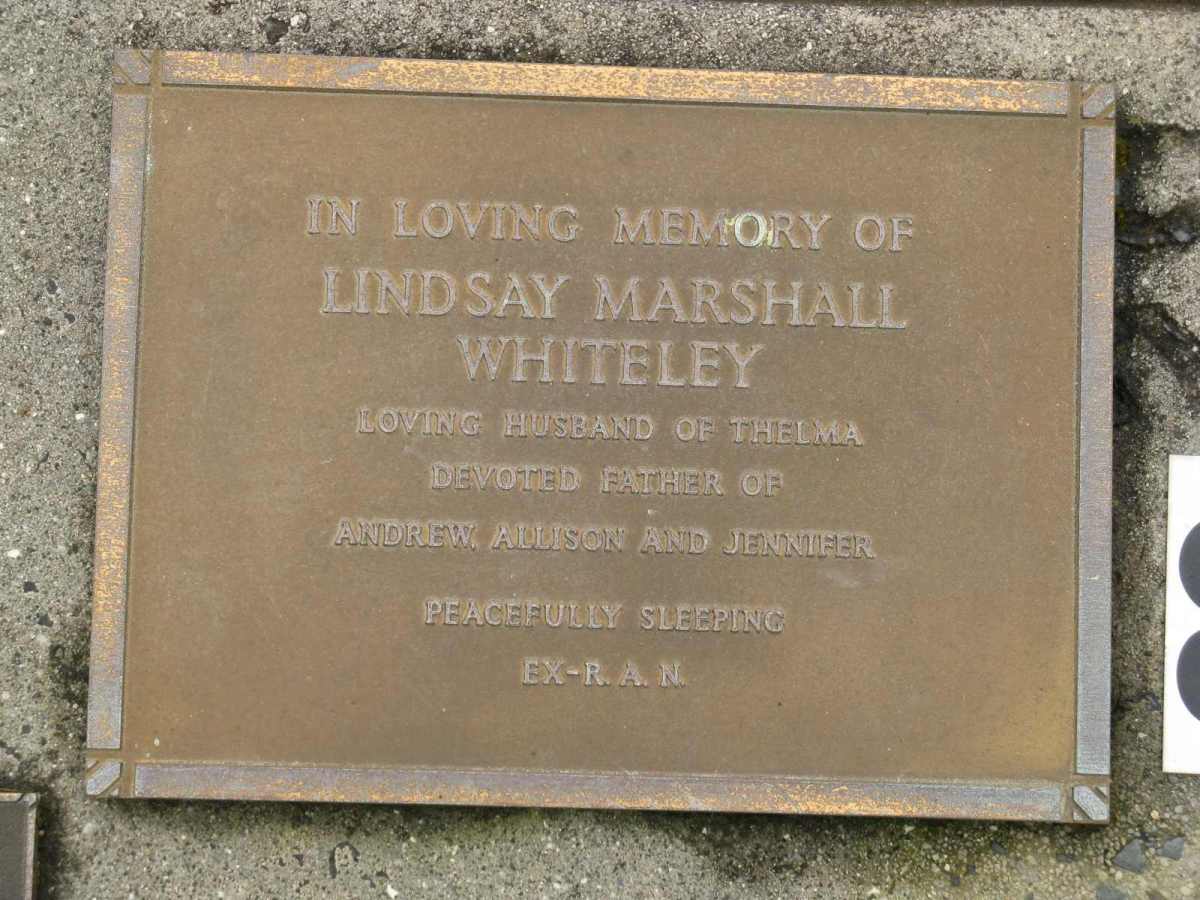 IN LOVING MEMORY OF
LINDSAY MARSHALL
WHITELEY
LOVING HUSBAND OF THELMA
DEVOTED FATHER OF
ANDREW, ALLISON AND JENNIFER
PEACEFULLY SLEEPING
EX-R.A.N.